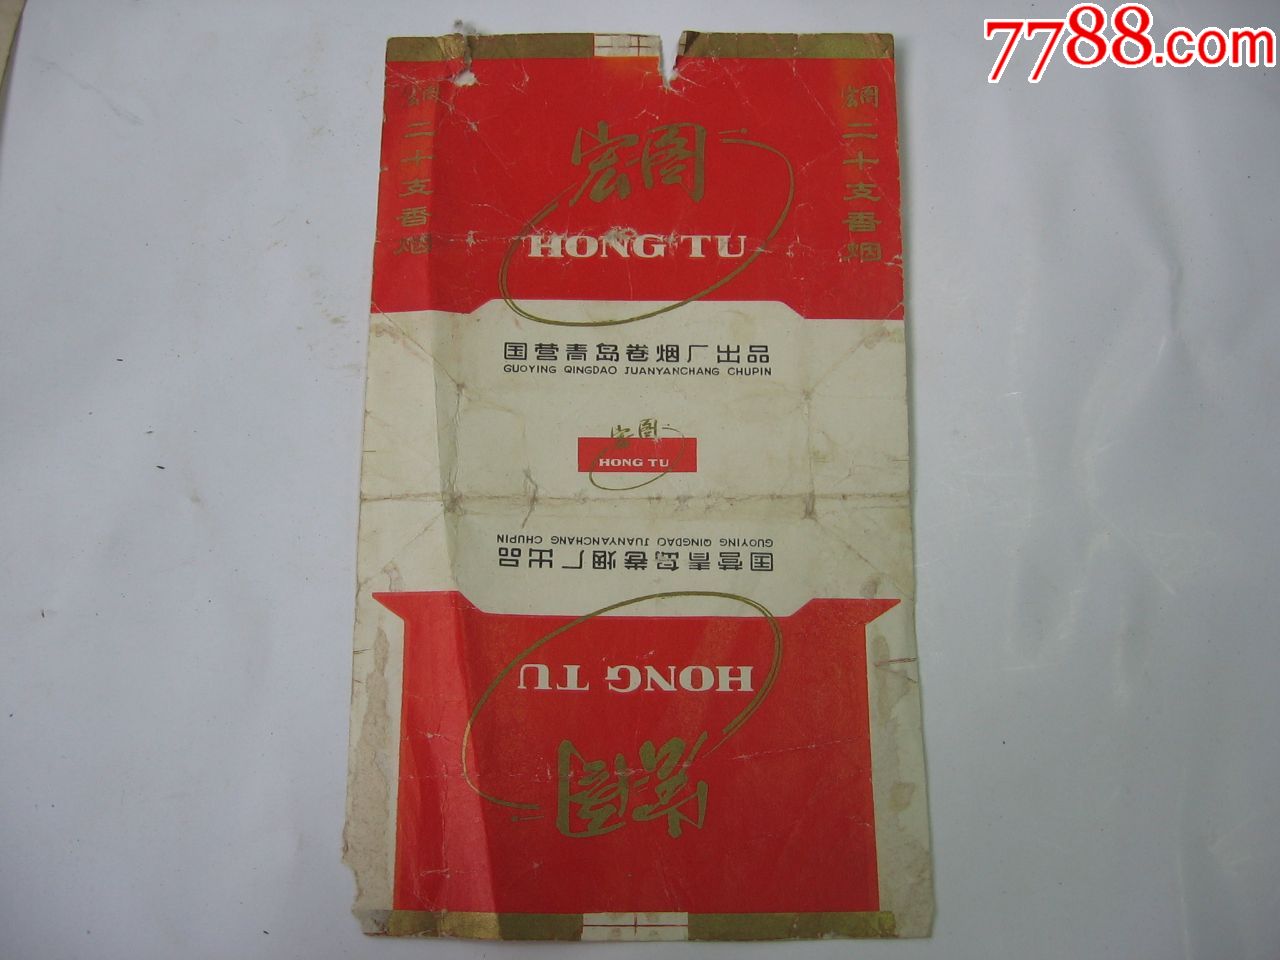 7788.com
宏图
二十支香烟
宏图
二十支香烟
宏图
HONG TU
国营青岛卷烟厂出品
GUOYING QINGDAO JUANYANCHANG CHUPIN
宏图
HONG TU
国营青岛卷烟厂出品
GUOYING QINGDAO JUANYANCHANG CHUPIN
HONG TU
宏图